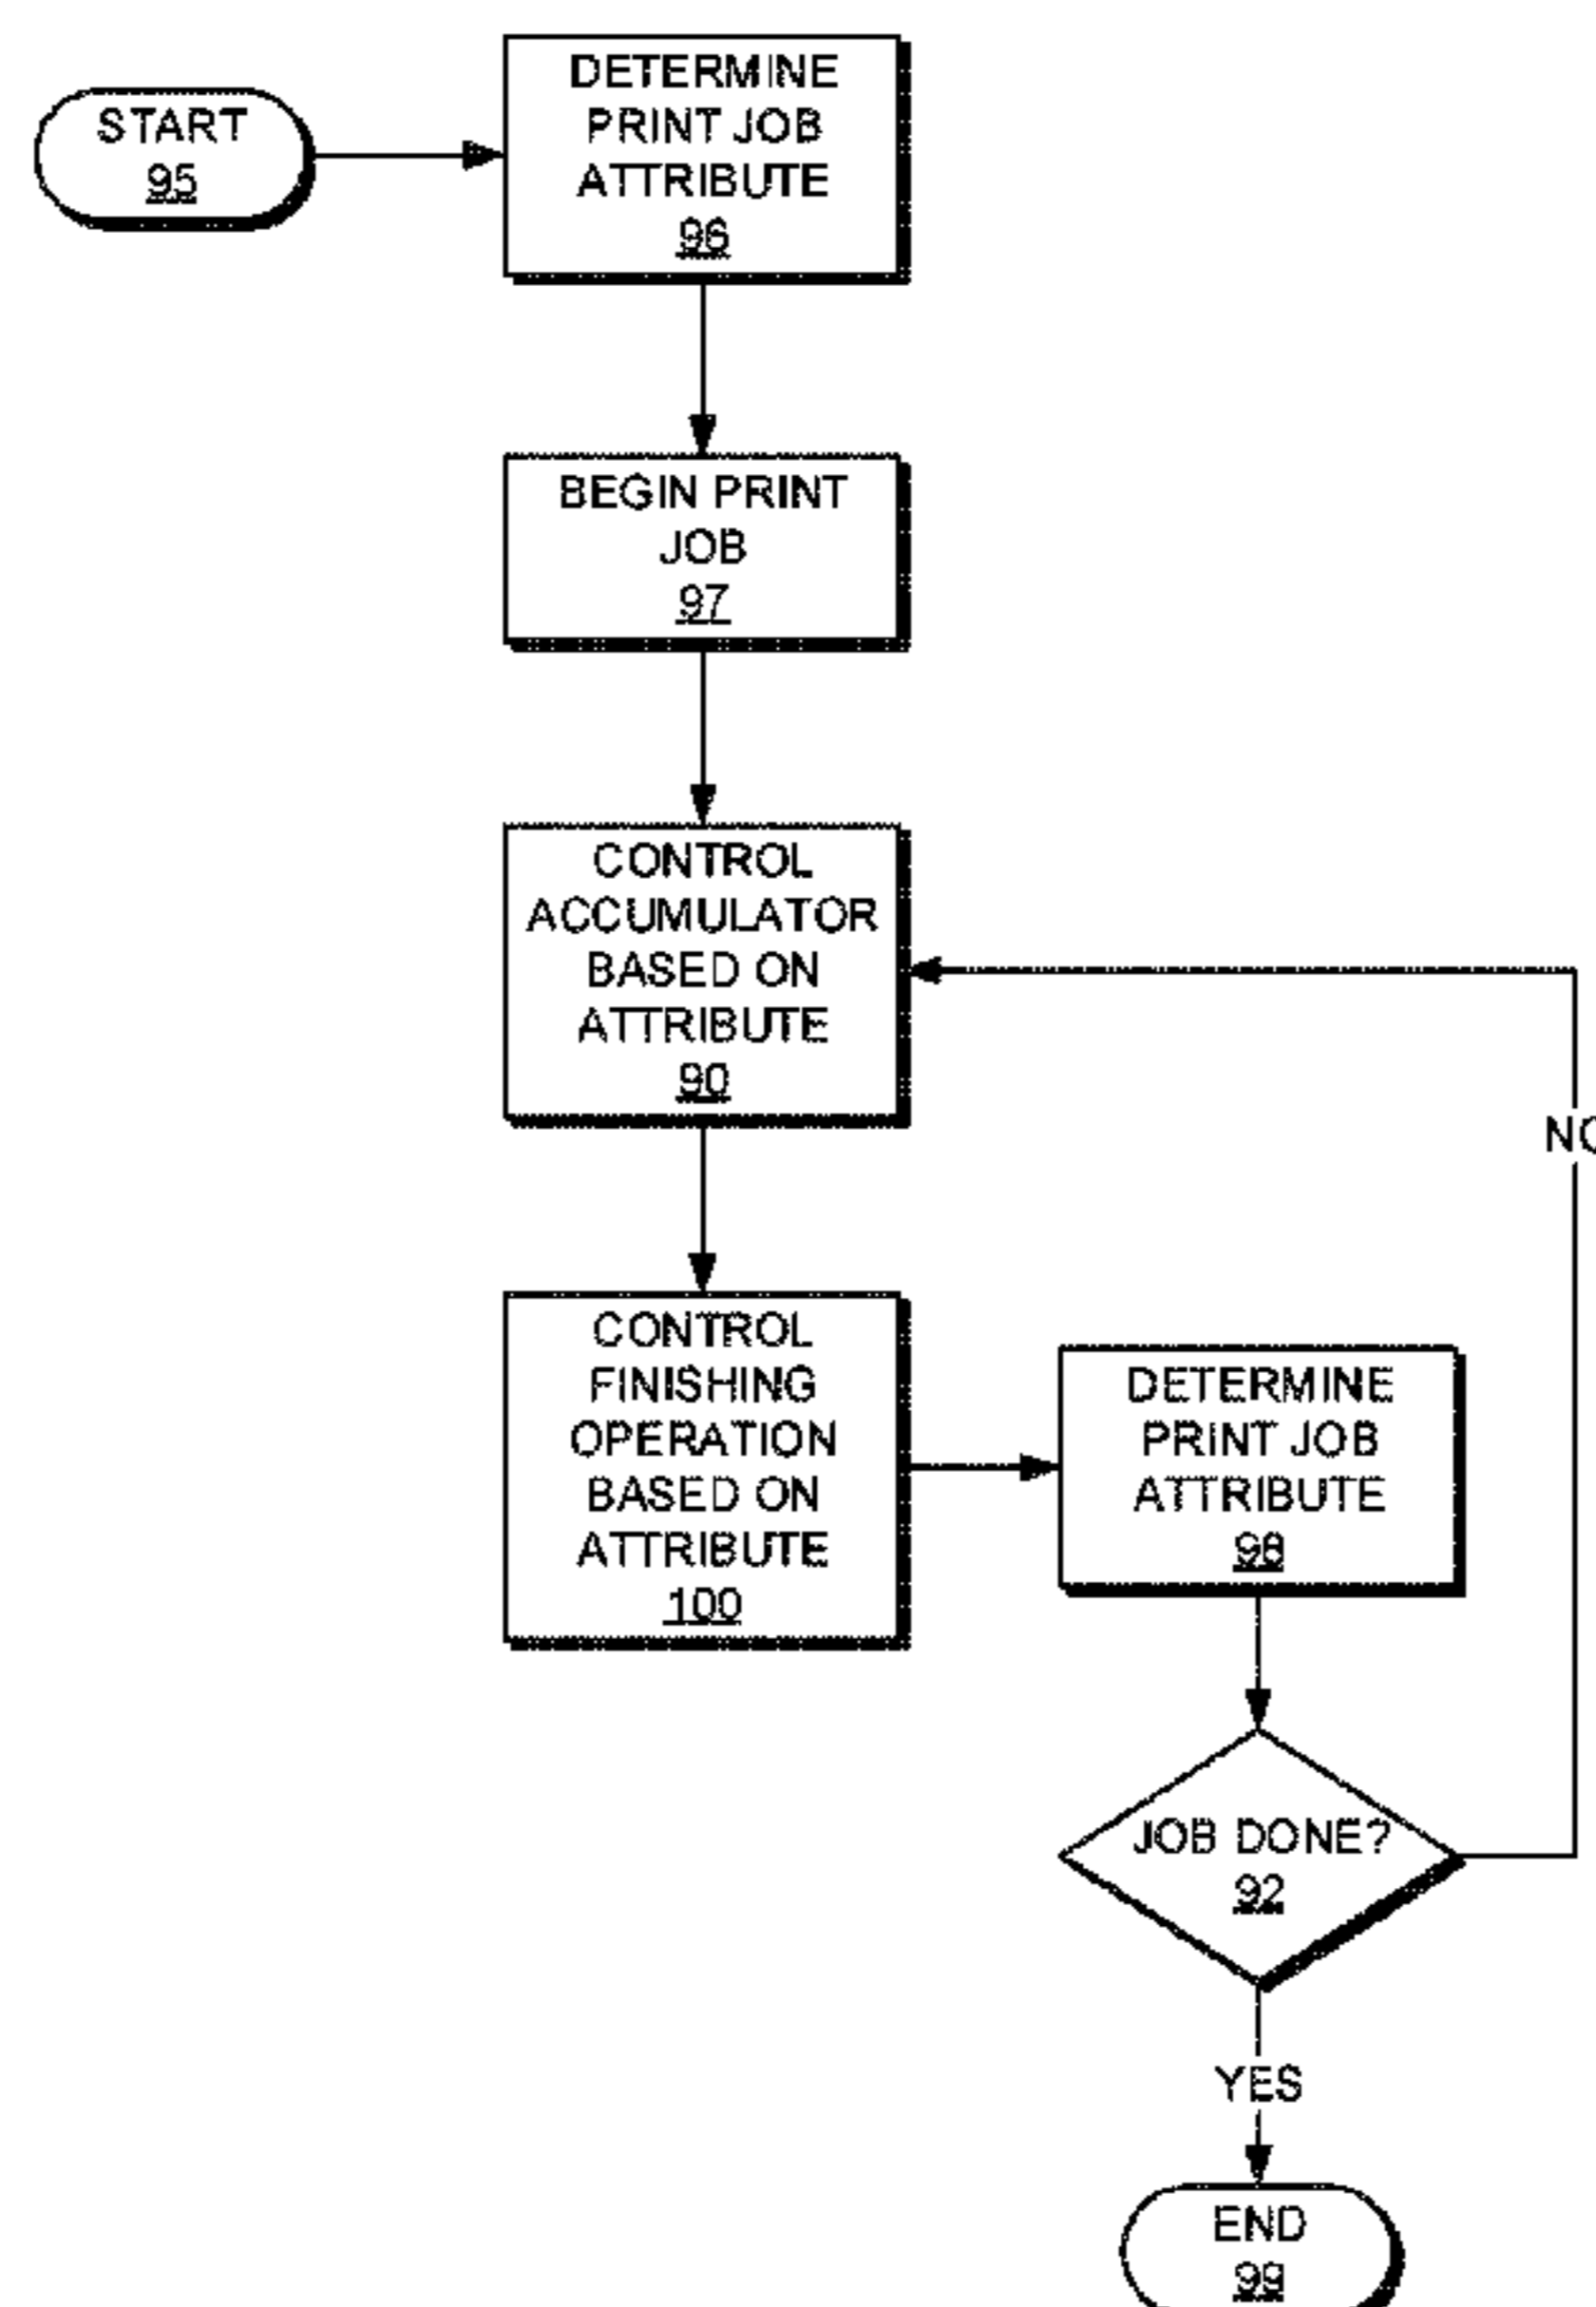 START
95
DETERMINE
PRINT JOB
ATTRIBUTE
96
BEGIN PRINT
JOB
97
CONTROL
ACCUMULATOR
BASED ON
ATTRIBUTE
90
NO
CONTROL
FINISHING
OPERATION
BASED ON
ATTRIBUTE
100
DETERMINE
PRINT JOB
ATTRIBUTE
98
JOB DONE?
92
YES
END
99